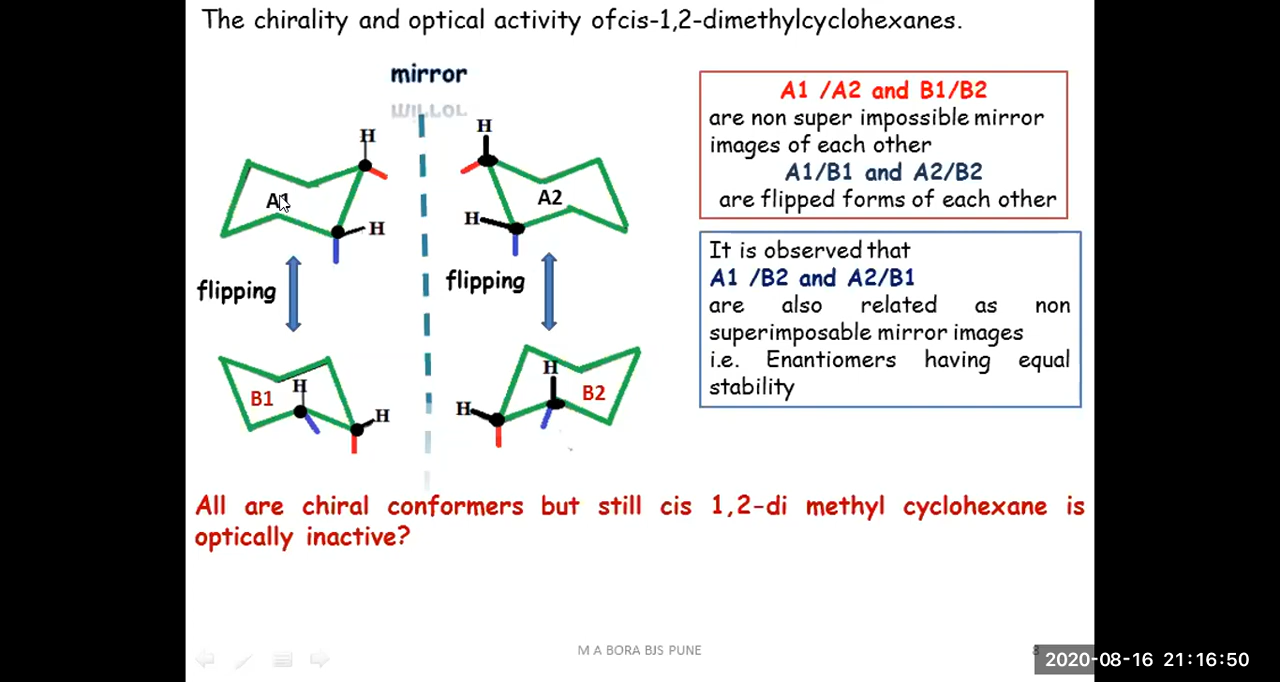 The chirality and optical activity ofcis-1,2-dimethylcyclohexanes.
mirror
H
H
A1
H
A2
H
flipping
flipping
H
B1
H
H
B2
H
A1 /A2 and B1/B2
are non super impossible mirror
images of each other
A1/B1 and A2/B2
are flipped forms of each other
It is observed that
A1 /B2 and A2/B1
are also related as non
superimposable mirror images
i.e. Enantiomers having equal
stability
All are chiral conformers but still cis 1,2-di methyl cyclohexane is
optically inactive?
M A BORA BJS PUNE
8
2020-08-16 21:16:50